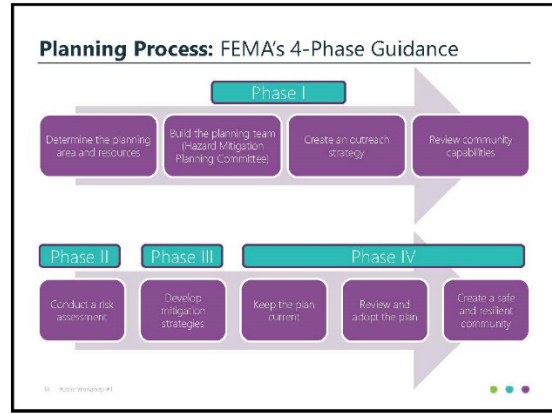 Planning Process: FEMA's 4-Phase Guidance
Phase I
Determine the planning
area and resources
Build the planning team
(Hazard Mitigation
Planning Committee)
Create an outreach
strategy
Review community
capabilities
Phase II
Phase III
Phase IV
Conduct a risk
assessment
Develop
mitigation
strategies
Keep the plan
current
Review and
adopt the plan
Create a safe
and resilient
community
14 Public Workshop #1